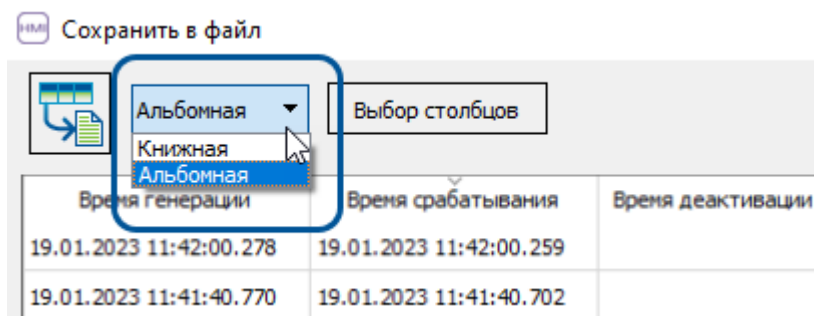 HMI Сохранить в файл
Альбомная Выбор столбцов
Книжная
Альбомная
Время генерации Время срабатывания Время деактивации
19.01.2023 11:42:00.278 19.01.2023 11:42:00.259
19.01.2023 11:41:40.770 19.01.2023 11:41:40.702